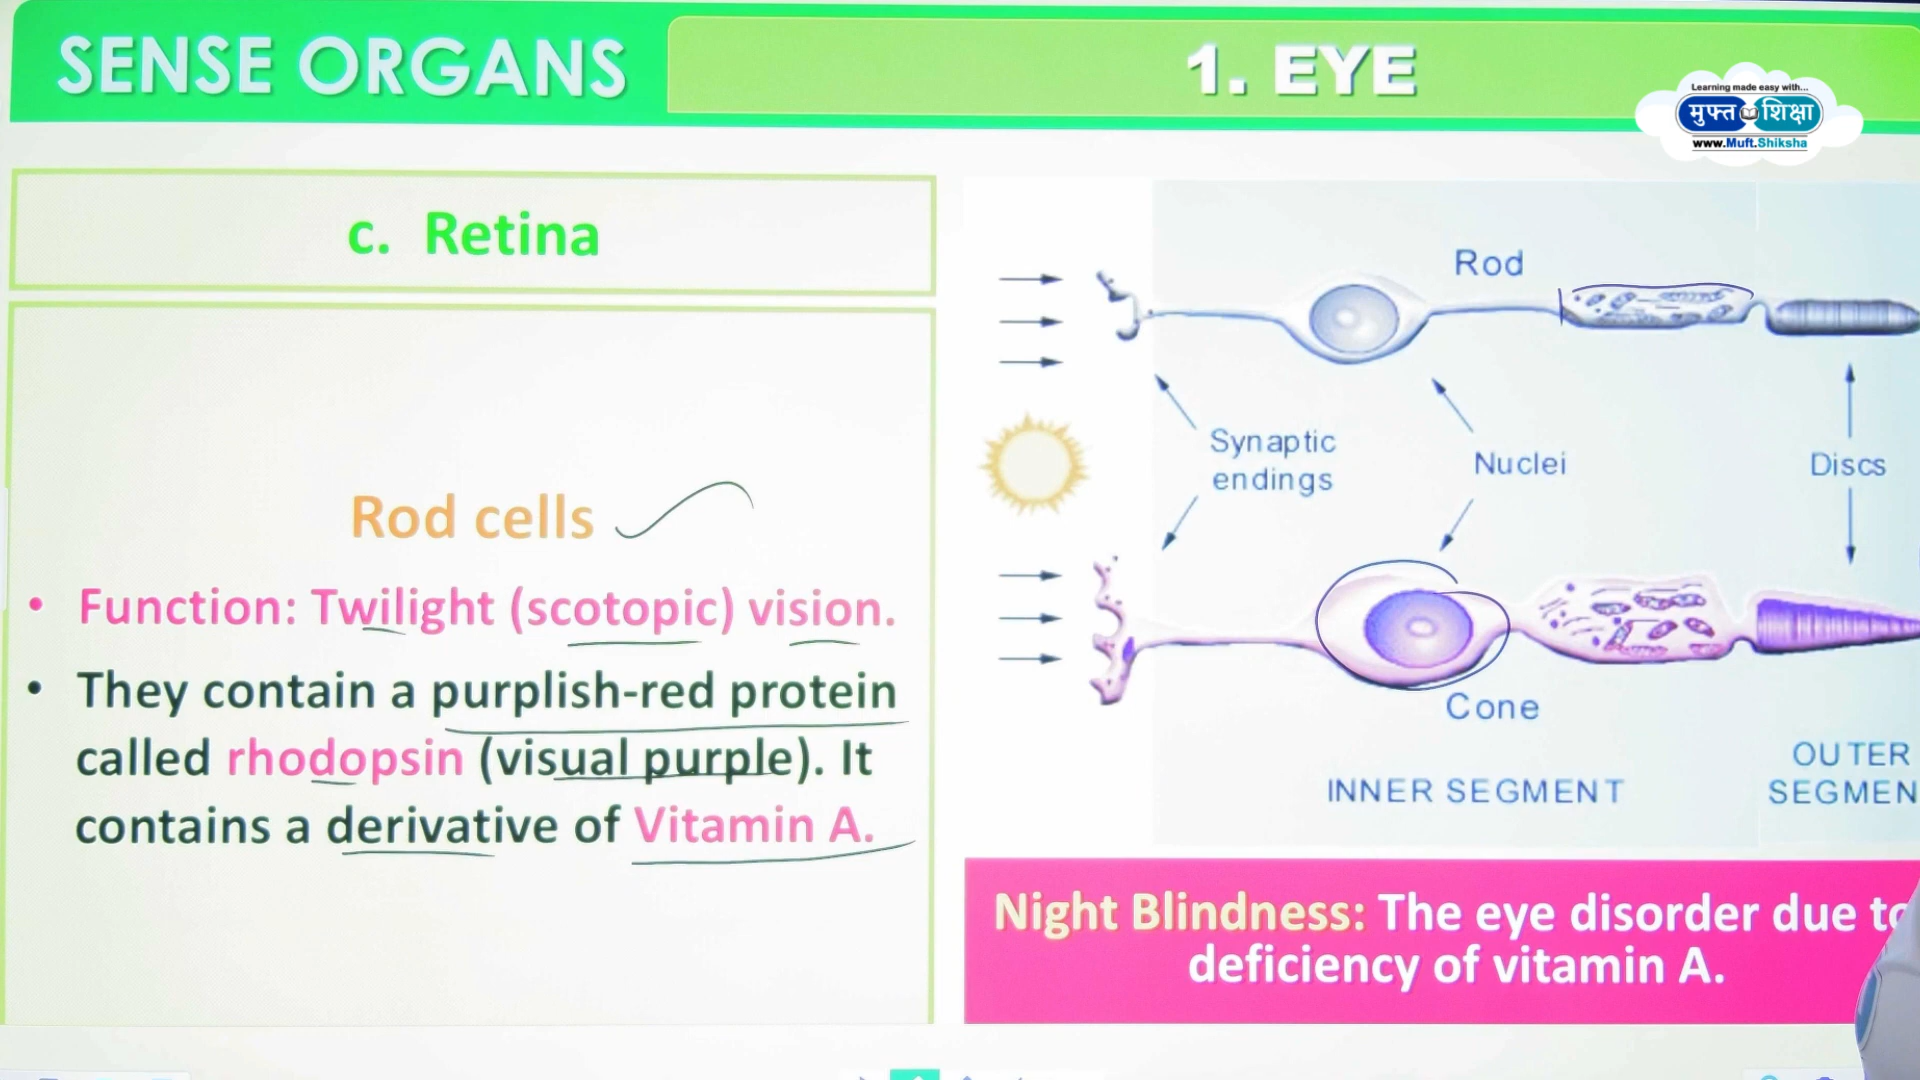 SENSE ORGANS
1. EYE
Learning made easy with...
मुफ्त शिक्षा
www.Muft.Shiksha
c. Retina
Rod cells
• Function: Twilight (scotopic) vision.
• They contain a purplish-red protein
called rhodopsin (visual purple). It
contains a derivative of Vitamin A.
Rod
Synaptic
endings
Nuclei
Discs
Cone
INNER SEGMENT
OUTER
SEGMEN
Night Blindness: The eye disorder due to
deficiency of vitamin A.